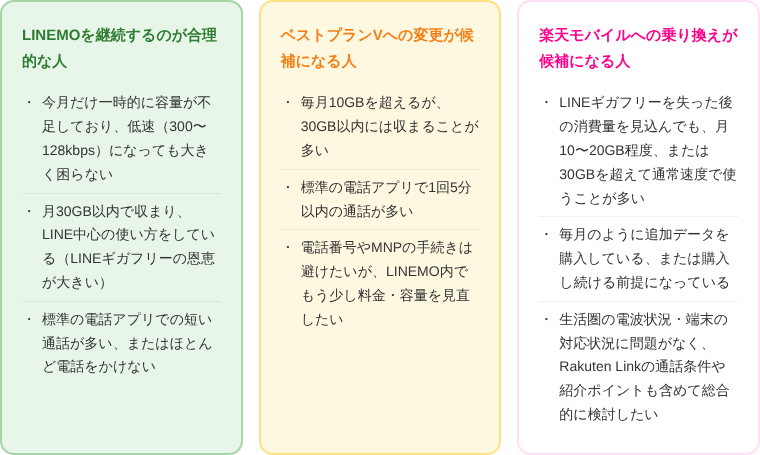 LINEMOを継続するのが合理
的な人
・ 今月だけ一時的に容量が不
足しており、低速（300〜
128kbps）になっても大き
く困らない
・ 月30GB以内で収まり、
LINE中心の使い方をしてい
る（LINEギガフリーの恩恵
が大きい）
・ 標準の電話アプリでの短い
通話が多い、またはほとん
ど電話をかけない
ベストプランVへの変更が候
補になる人
・ 毎月10GBを超えるが、
30GB以内には収まることが
多い
・ 標準の電話アプリで1回5分
以内の通話が多い
・ 電話番号やMNPの手続きは
避けたいが、LINEMO内で
もう少し料金・容量を見直
したい
楽天モバイルへの乗り換えが
候補になる人
・ LINEギガフリーを失った後
の消費量を見込んでも、月
10〜20GB程度、または
30GBを超えて通常速度で使
うことが多い
・ 毎月のように追加データを
購入している、または購入
し続ける前提になっている
・ 生活圏の電波状況・端末の
対応状況に問題がなく、
Rakuten Linkの通話条件や
紹介ポイントも含めて総合
的に検討したい